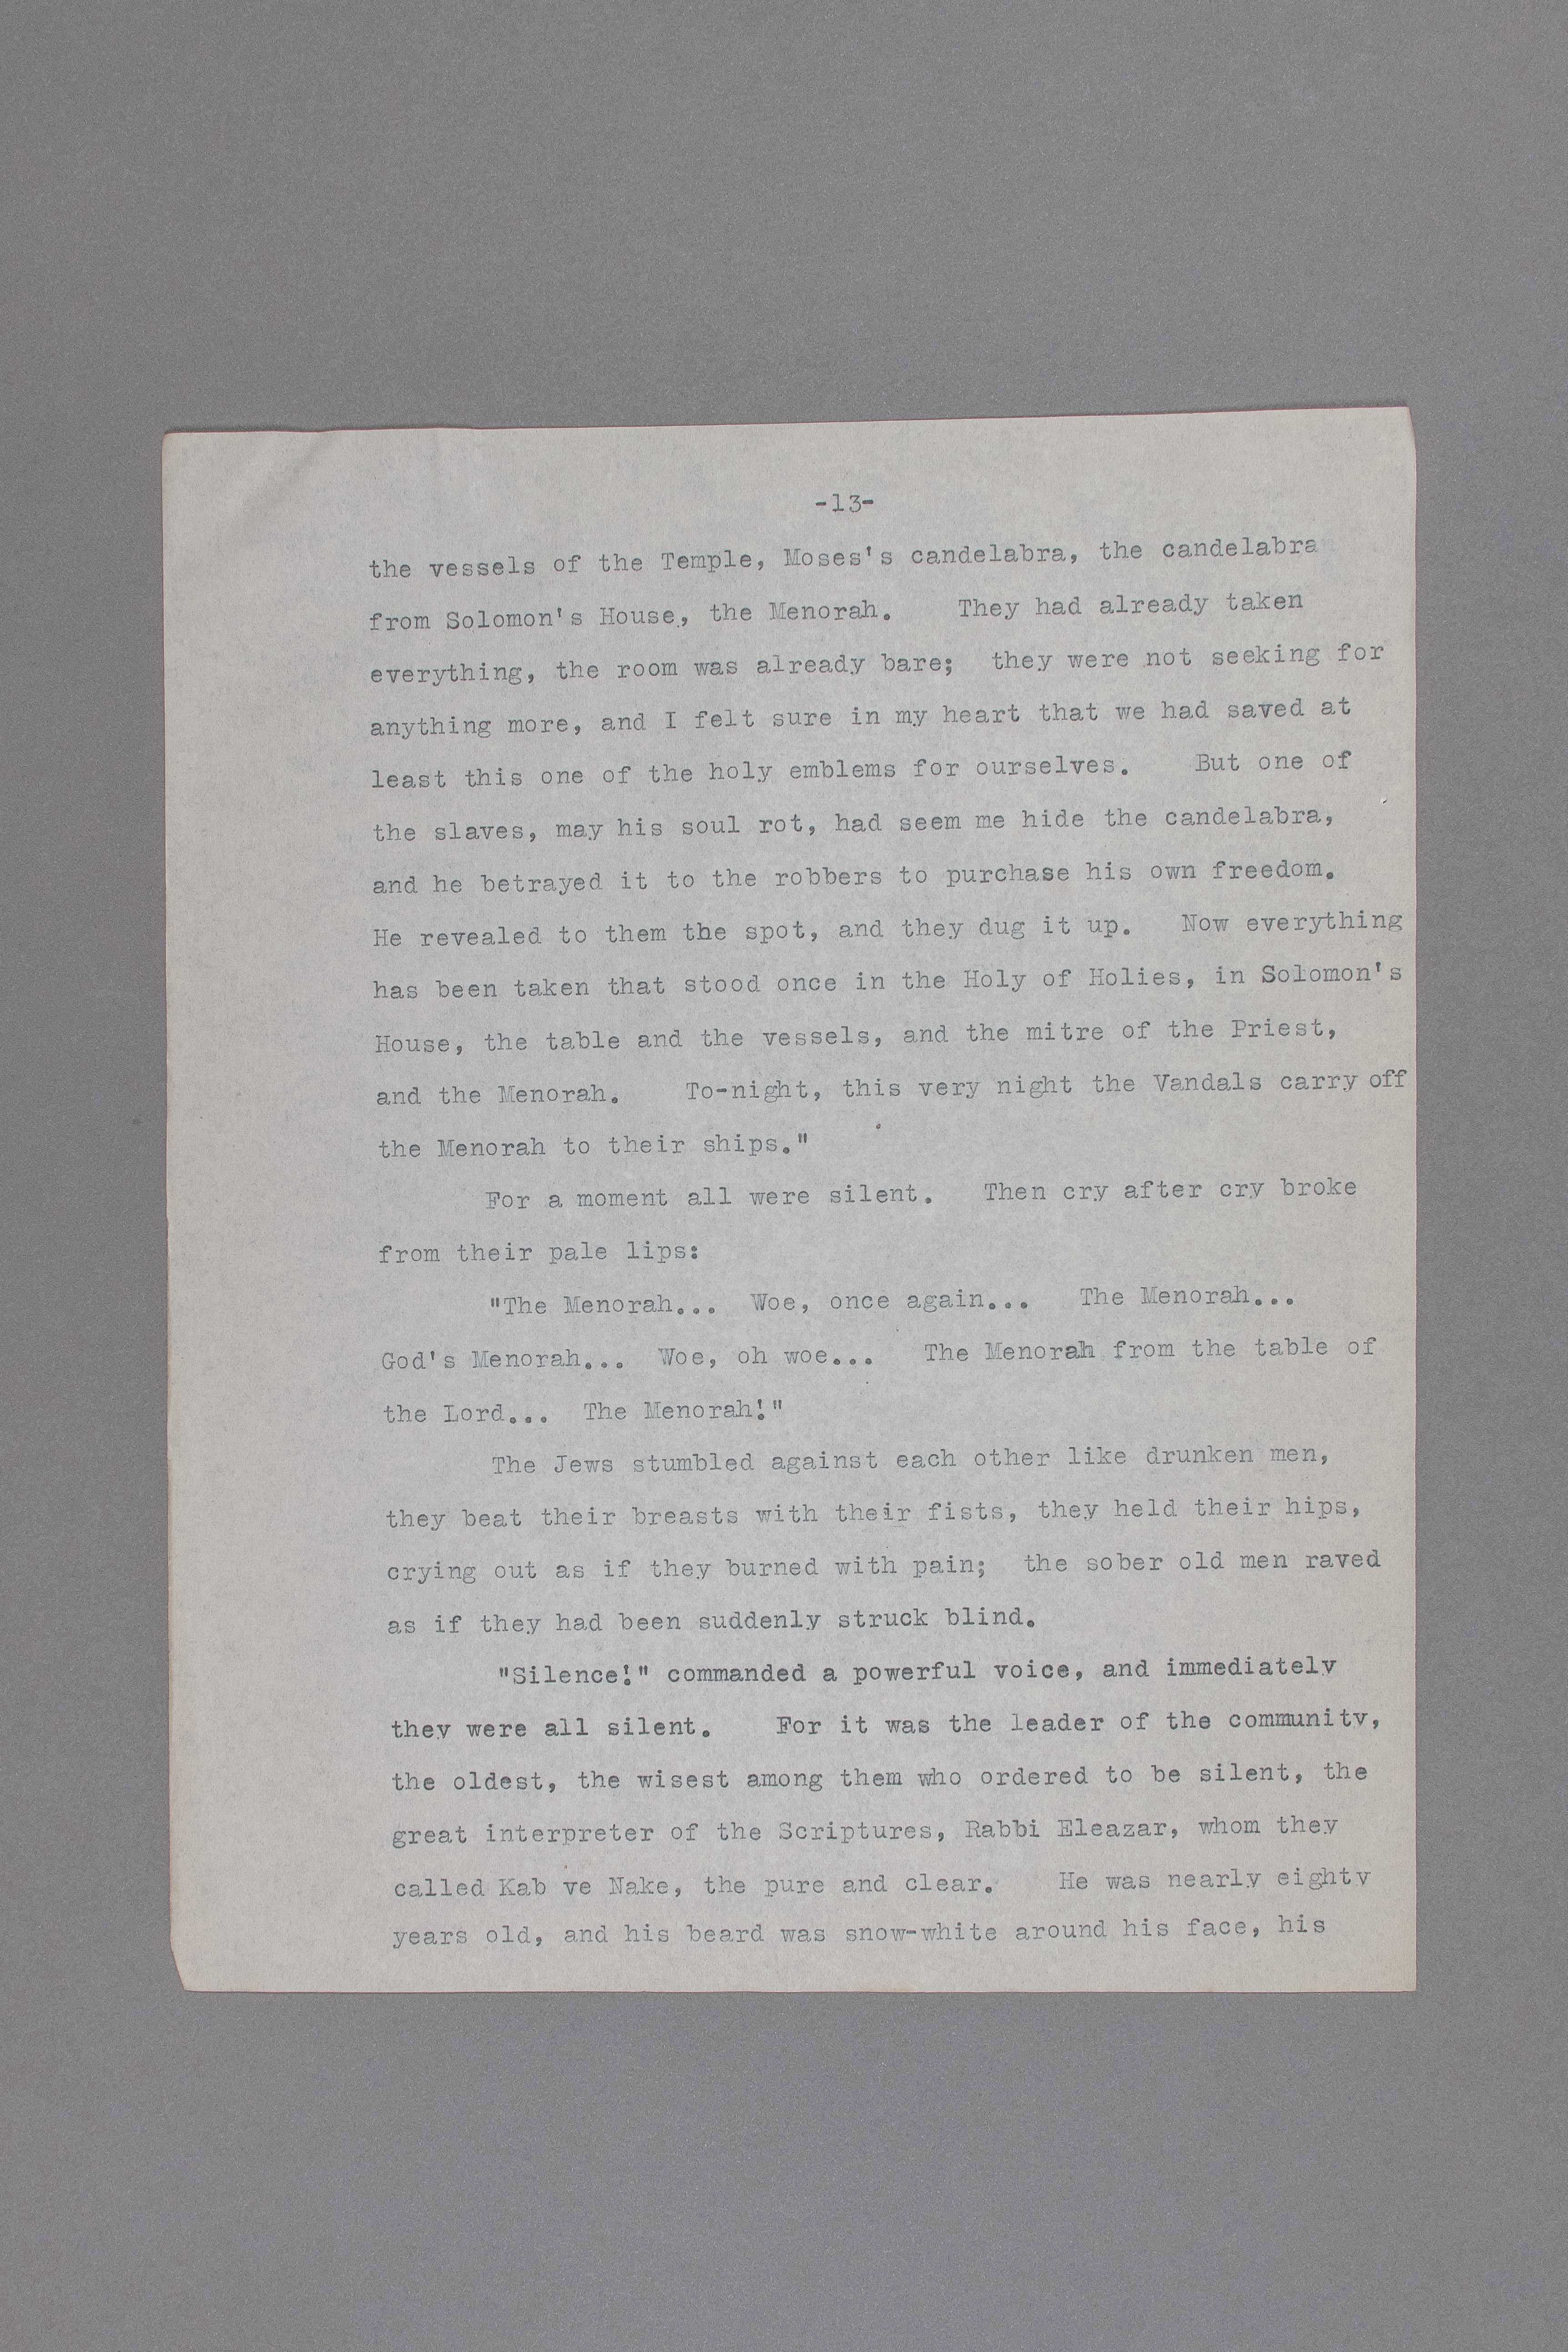 -13-
the vessels of the Temple, Moses's candelabra, the candelabra
from Solomon's House, the Menorah. They had already taken
everything, the room was already bare; they were not seeking for
anything more, and I felt sure in my heart that we had saved at
least this one of the holy emblems for ourselves. But one of
the slaves, may his soul rot, had seem me hide the candelabra,
and he betrayed it to the robbers to purchase his own freedom.
He revealed to them the spot, and they dug it up. Now everything
has been taken that stood once in the Holy of Holies, in Solomon's
House, the table and the vessels, and the mitre of the Priest,
and the Menorah. To-night, this very night the Vandals carry off
the Menorah to their ships."
For a moment all were silent. Then cry after cry broke
from their pale lips:
"The Menorah... Woe, once again... The Menorah...
God's Menorah... Woe, oh woe... The Menorah from the table of
the Lord... The Menorah!"
The Jews stumbled against each other like drunken men,
they beat their breasts with their fists, they held their hips,
crying out as if they burned with pain; the sober old men raved
as if they had been suddenly struck blind.
"Silence!" commanded a powerful voice, and immediately
they were all silent. For it was the leader of the community,
the oldest, the wisest among them who ordered to be silent, the
great interpreter of the Scriptures, Rabbi Eleazar, whom they
called Kab ve Nake, the pure and clear. He was nearly eighty
years old, and his beard was snow-white around his face, his